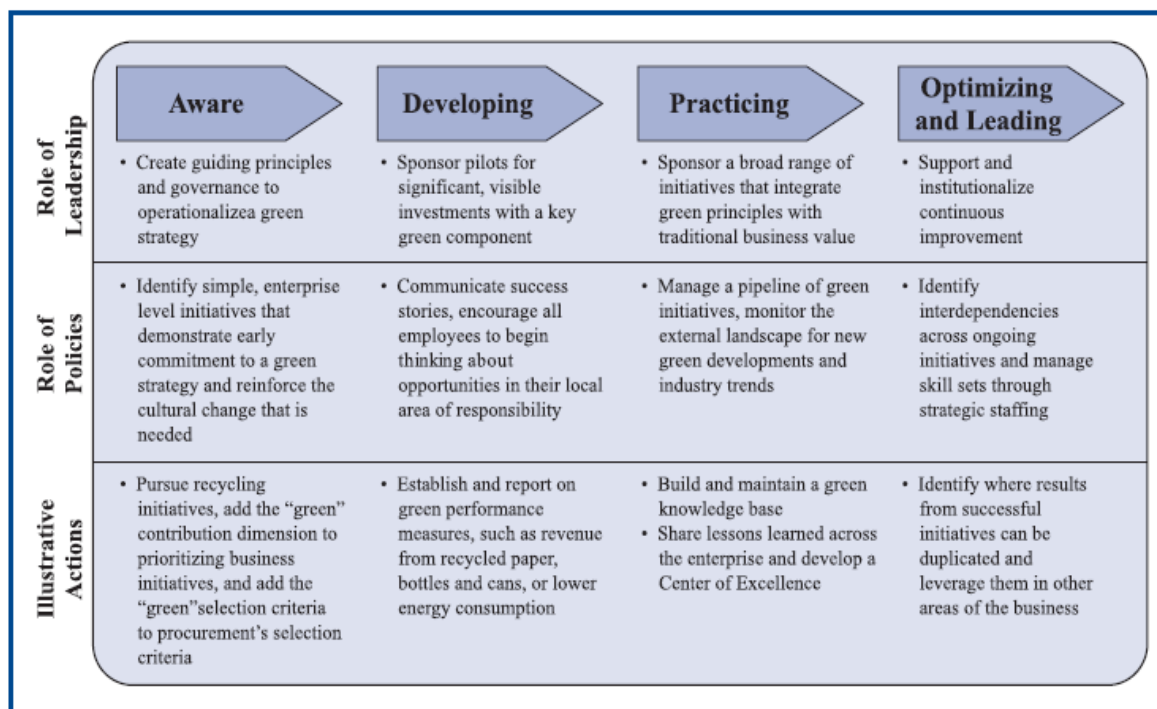 Aware
Developing
Practicing
Optimizing
and Leading
Role of
Leadership
• Create guiding principles
and governance to
operationalizea green
strategy
• Sponsor pilots for
significant, visible
investments with a key
green component
• Sponsor a broad range of
initiatives that integrate
green principles with
traditional business value
• Support and
institutionalize
continuous
improvement
Role of
Policies
• Identify simple, enterprise
level initiatives that
demonstrate early
commitment to a green
strategy and reinforce the
cultural change that is
needed
• Communicate success
stories, encourage all
employees to begin
thinking about
opportunities in their local
area of responsibility
• Manage a pipeline of green
initiatives, monitor the
external landscape for new
green developments and
industry trends
• Identify
interdependencies
across ongoing
initiatives and manage
skill sets through
strategic staffing
Illustrative
Actions
• Pursue recycling
initiatives, add the “green”
contribution dimension to
prioritizing business
initiatives, and add the
“green”selection criteria
to procurement’s selection
criteria
• Establish and report on
green performance
measures, such as revenue
from recycled paper,
bottles and cans, or lower
energy consumption
• Build and maintain a green
knowledge base
• Share lessons learned across
the enterprise and develop a
Center of Excellence
• Identify where results
from successful
initiatives can be
duplicated and
leverage them in other
areas of the business